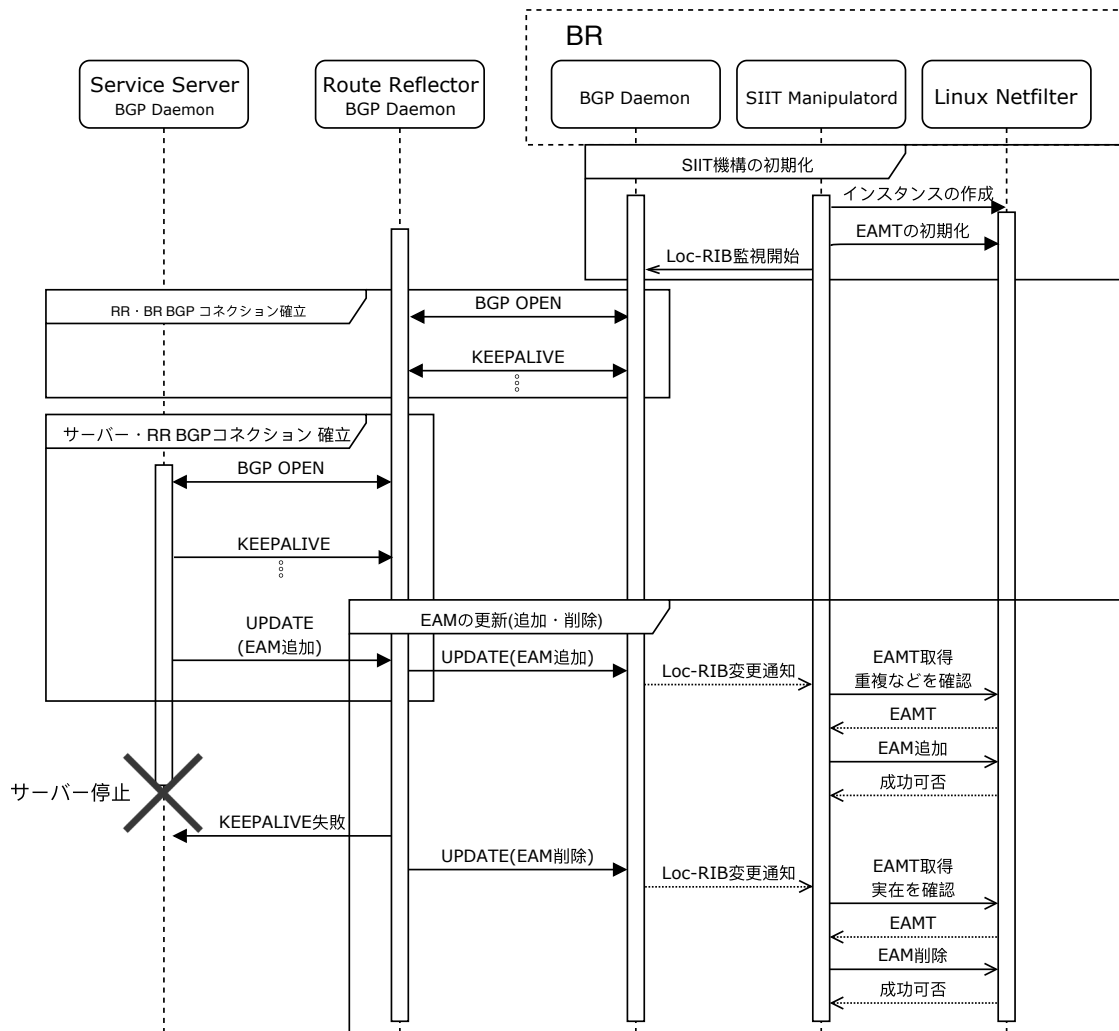 BR
Service Server
BGP Daemon
Route Reflector
BGP Daemon
BGP Daemon
SIIT Manipulatord
Linux Netfilter
SIIT機構の初期化
インスタンスの作成
EAMTの初期化
Loc-RIB監視開始
RR・BR BGP コネクション確立
BGP OPEN
KEEPALIVE
サーバー・RR BGPコネクション 確立
BGP OPEN
KEEPALIVE
EAMの更新(追加・削除)
UPDATE
(EAM追加)
UPDATE(EAM追加)
Loc-RIB変更通知
EAMT取得
重複などを確認
EAMT
EAM追加
成功可否
サーバー停止
KEEPALIVE失敗
UPDATE(EAM削除)
Loc-RIB変更通知
EAMT取得
実在を確認
EAMT
EAM削除
成功可否